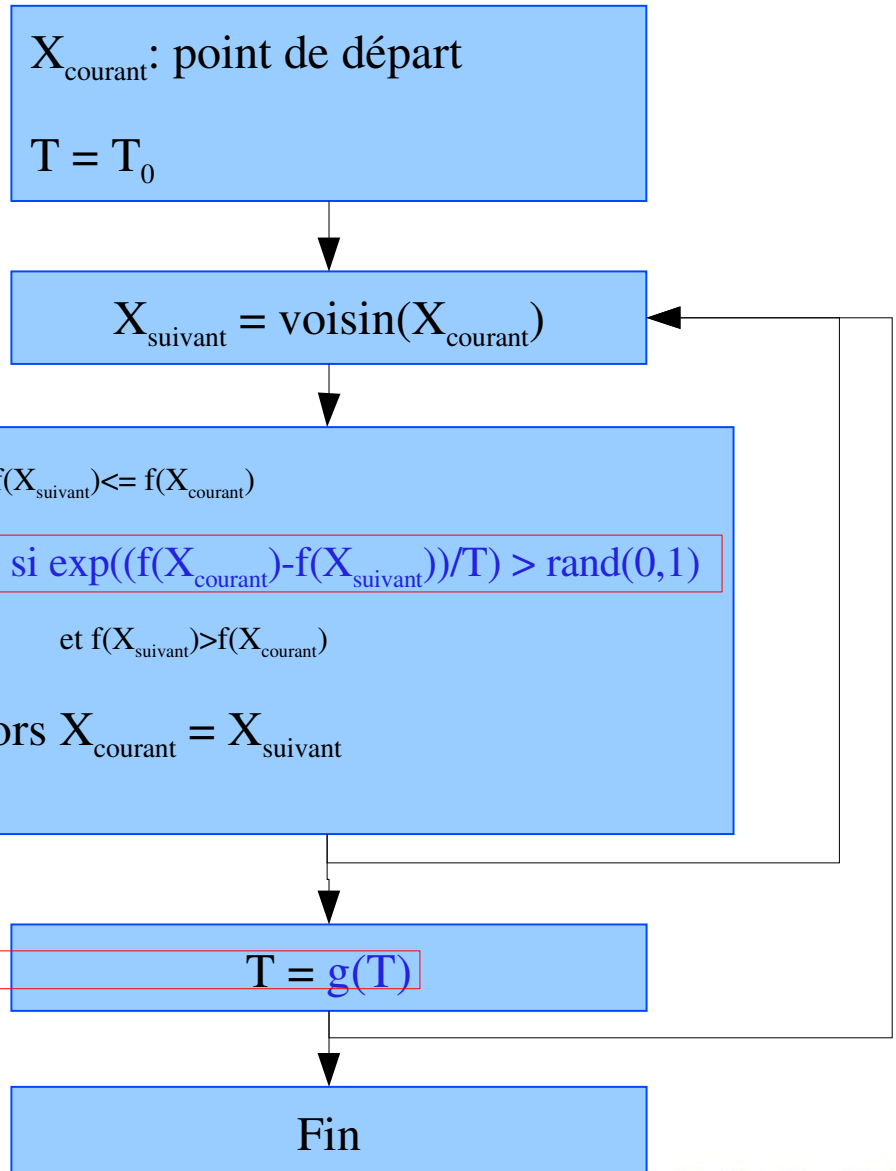 Xcourant: point de départ
T = T0
Xsuivant = voisin(Xcourant)
f(Xsuivant)<= f(Xcourant)
si exp((f(Xcourant)-f(Xsuivant))/T) > rand(0,1)
et f(Xsuivant)>f(Xcourant)
ors Xcourant = Xsuivant
T = g(T)
Fin